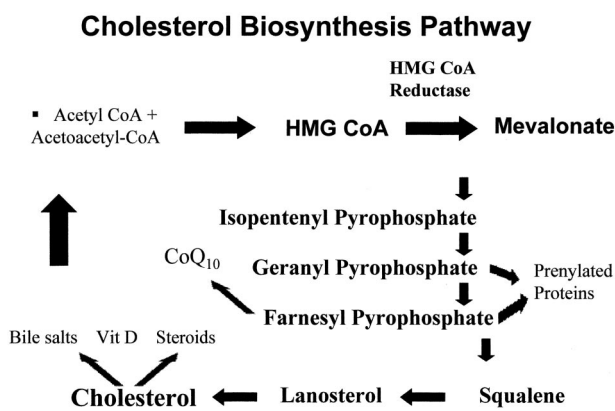 Cholesterol Biosynthesis Pathway
HMG CoA
Reductase
▪ Acetyl CoA +
Acetoacetyl-CoA
HMG CoA
Mevalonate
Isopentenyl Pyrophosphate
CoQ10
Geranyl Pyrophosphate
Prenylated
Proteins
Farnesyl Pyrophosphate
Bile salts Vit D Steroids
Cholesterol
Lanosterol
Squalene